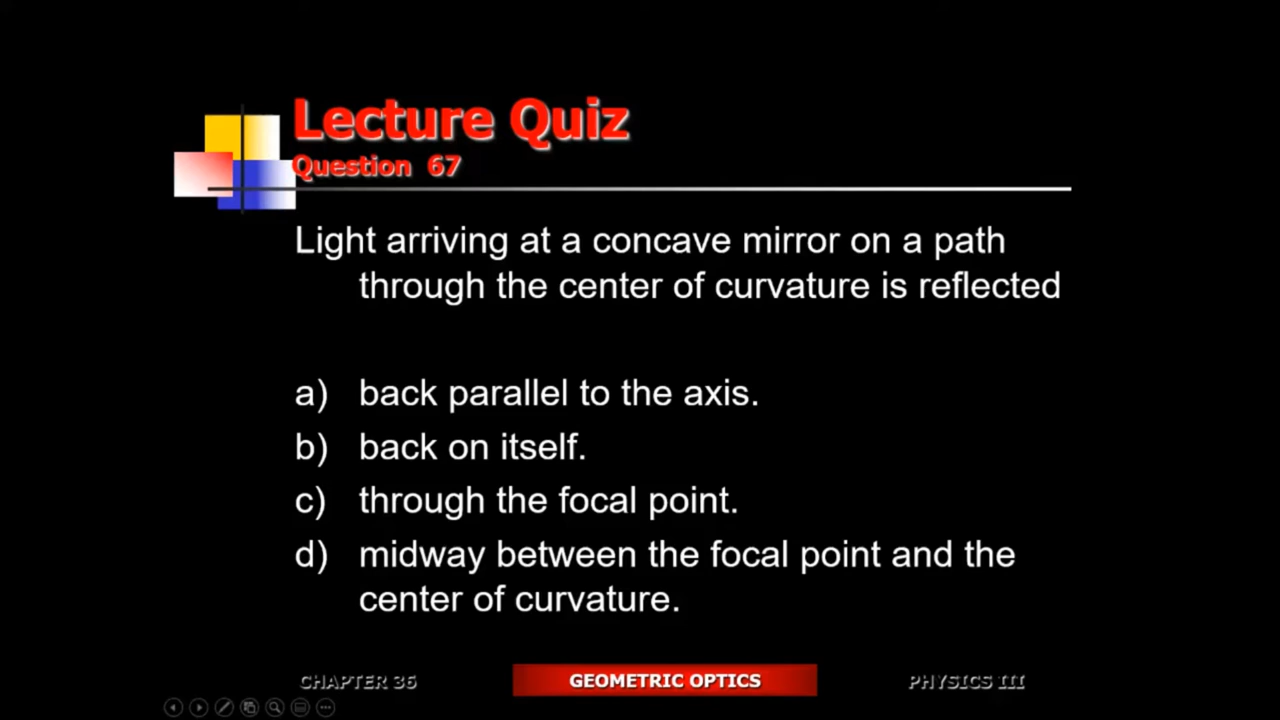 Lecture Quiz
Question 67
Light arriving at a concave mirror on a path
through the center of curvature is reflected
a) back parallel to the axis.
b) back on itself.
c) through the focal point.
d) midway between the focal point and the
center of curvature.
CHAPTER 36
GEOMETRIC OPTICS
PHYSICS III